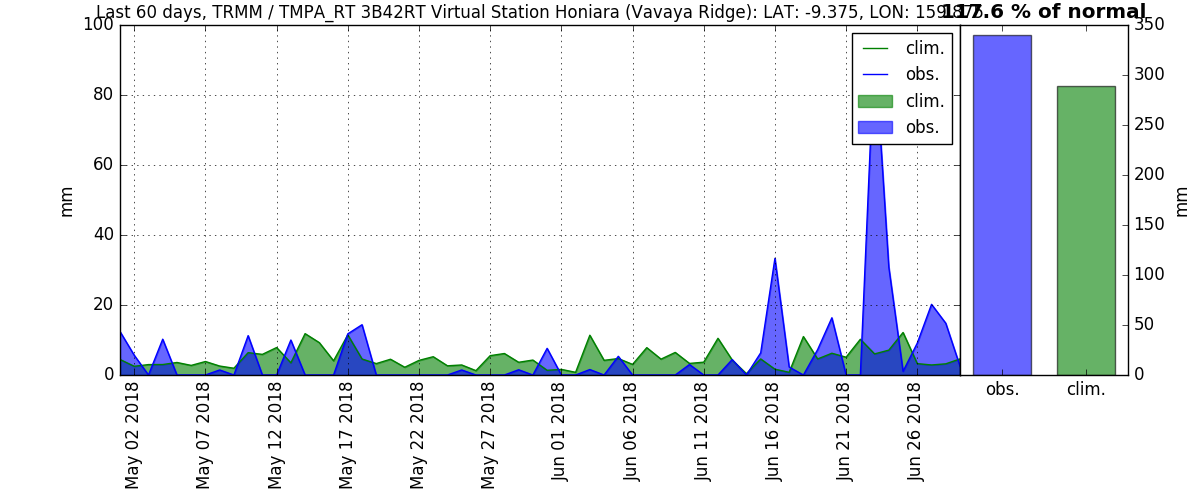 Last 60 days, TRMM / TMPA_RT 3B42RT Virtual Station Honiara (Vavaya Ridge): LAT: -9.375, LON: 159.875
117.6 % of normal
100
80
60
40
20
0
mm
clim.
obs.
clim.
obs.
May 02 2018
May 07 2018
May 12 2018
May 17 2018
May 22 2018
May 27 2018
Jun 01 2018
Jun 06 2018
Jun 11 2018
Jun 16 2018
Jun 21 2018
Jun 26 2018
350
300
250
200
150
100
50
0
mm
obs.
clim.